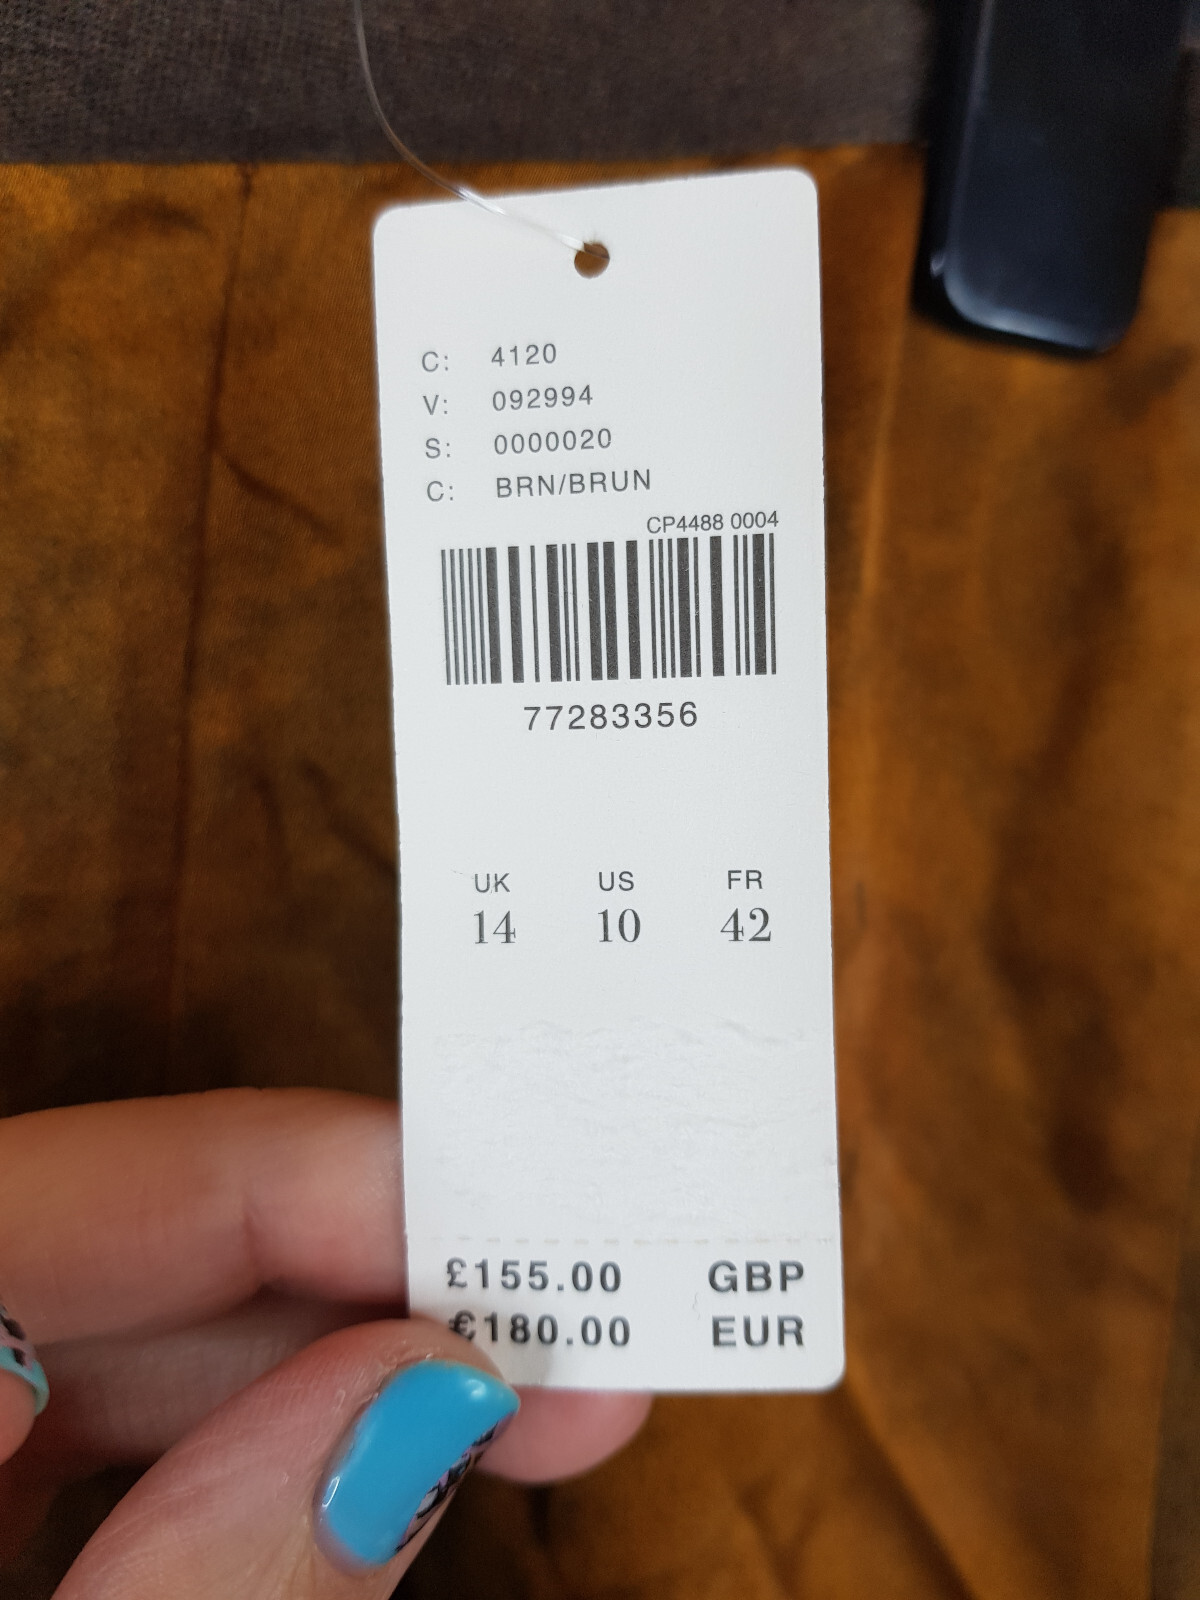 C: 4120
V: 092994
S: 0000020
C: BRN/BRUN
CP4488 0004
77283356
UK US FR
14 10 42
£155.00 GBP
€180.00 EUR